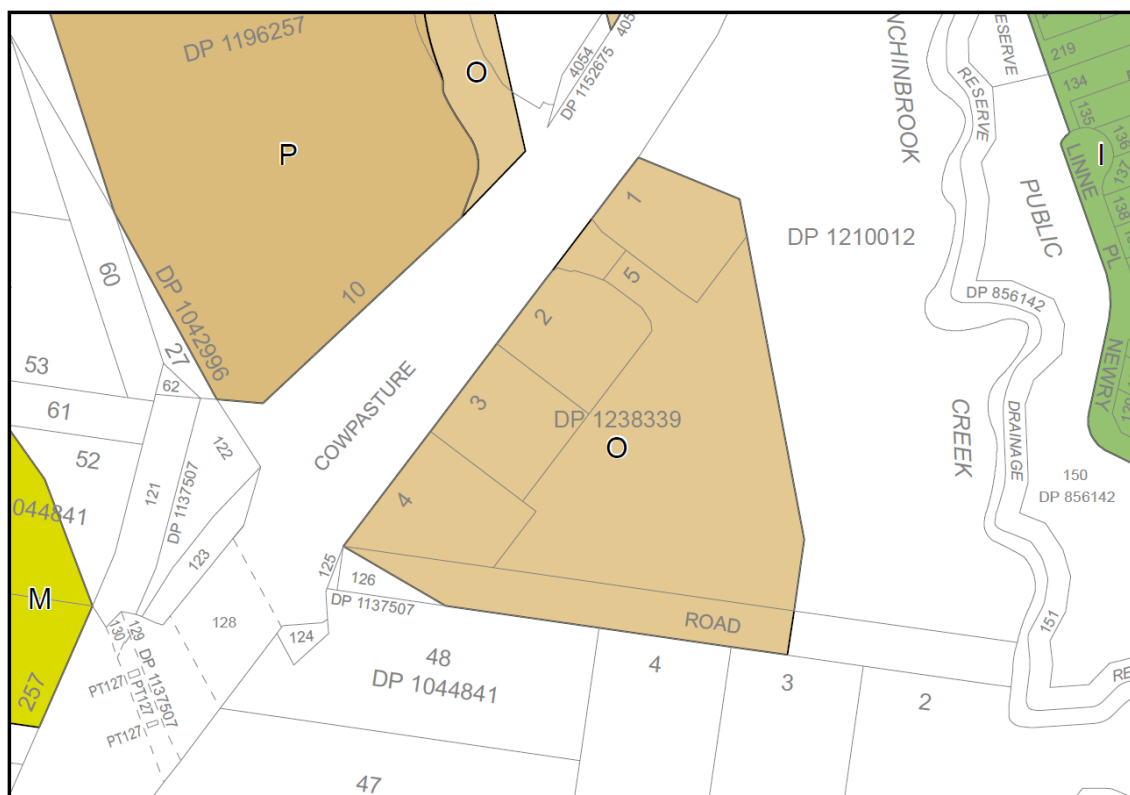 DP 1196257
O
4054
405
DP 1152675
NCHINBROOK
RESERVE
ESERVE
219
134
135
136
137
138
I
LINNE
PL
NEWRY
P
1
5
2
3
4
DP 1238339
O
DP 1210012
PUBLIC
DP 856142
CREEK
DRAINAGE
150
DP 856142
151
60
DP 1042996
10
27
53
62
61
52
122
044841
121
DP 1137507
123
COWPASTURE
M
257
130
129
128
DP 1137507
PT127
PT127
PT127
124
125
126
DP 1137507
ROAD
48
DP 1044841
4
3
2
47